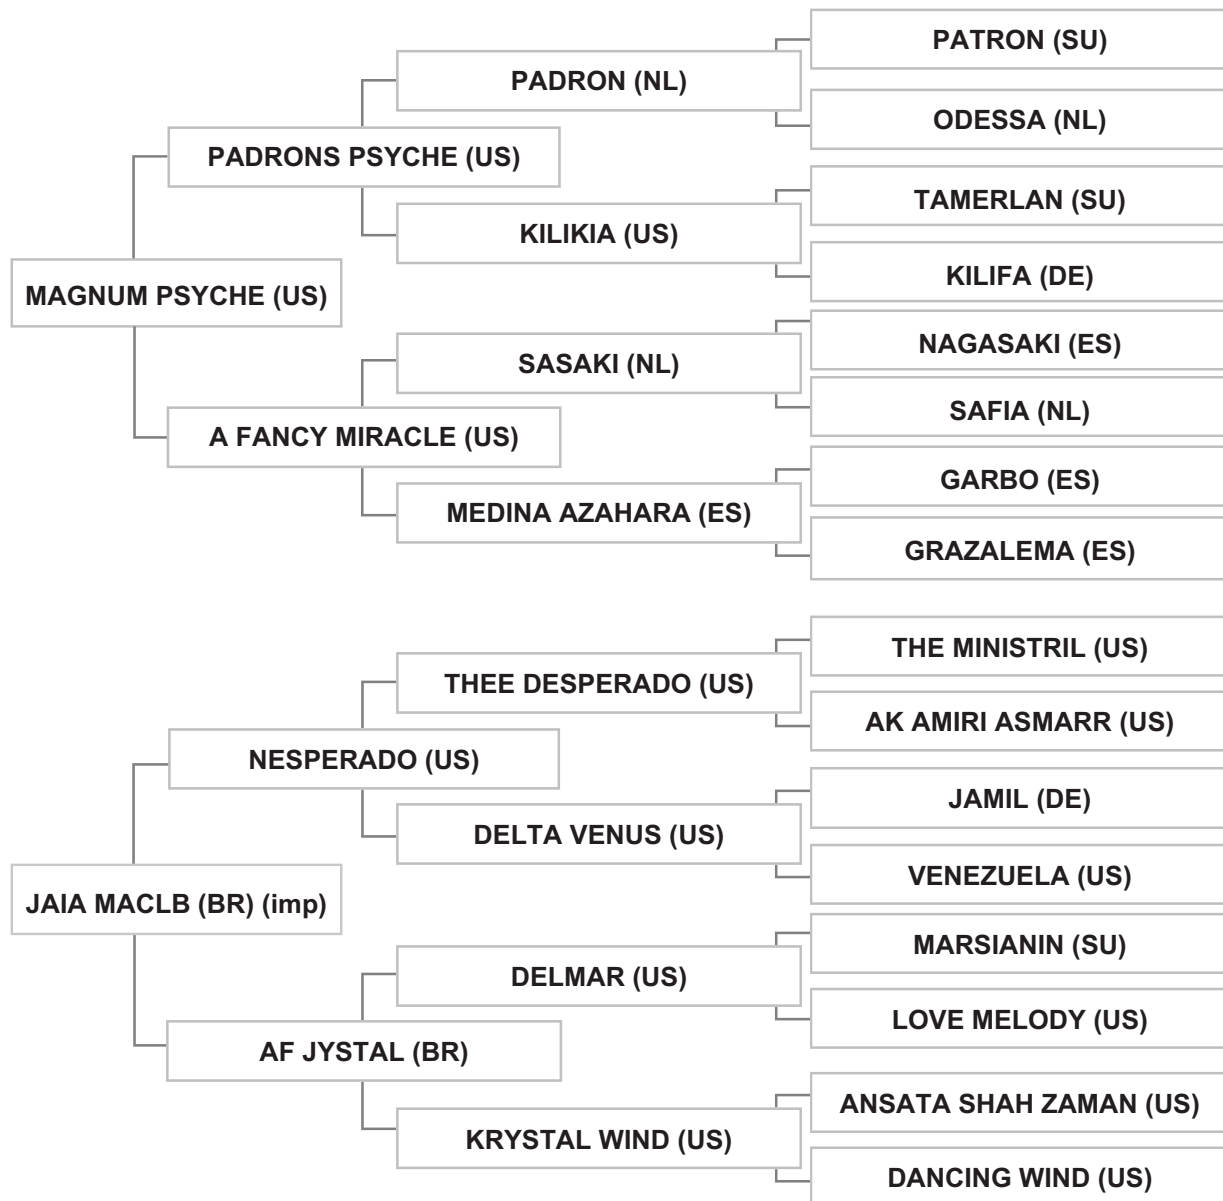 PATRON (SU)
PADRON (NL)
ODESSA (NL)
PADRONS PSYCHE (US)
TAMERLAN (SU)
KILIKIA (US)
KILIFA (DE)
MAGNUM PSYCHE (US)
NAGASAKI (ES)
SASAKI (NL)
SAFIA (NL)
A FANCY MIRACLE (US)
GARBO (ES)
MEDINA AZAHARA (ES)
GRAZALEMA (ES)
THE MINISTRIL (US)
THEE DESPERADO (US)
AK AMIRI ASMARR (US)
NESPERADO (US)
JAMIL (DE)
DELTA VENUS (US)
VENEZUELA (US)
JAIA MACLB (BR) (imp)
MARSIANIN (SU)
DELMAR (US)
LOVE MELODY (US)
AF JYSTAL (BR)
ANSATA SHAH ZAMAN (US)
KRYSTAL WIND (US)
DANCING WIND (US)